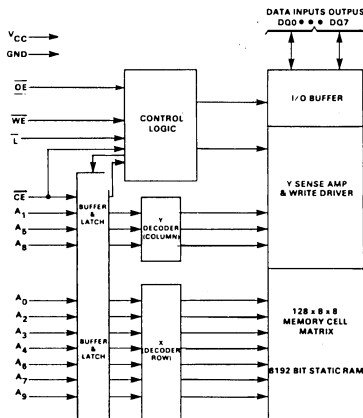 DATA INPUTS OUTPUS
DQ0 ● ● ● DQ7
VCC
GND
OE
WE
L
CONTROL
LOGIC
I/O BUFFER
CE
A1
A5
A8
BUFFER
&
LATCH
Y
DECODER
(COLUMN)
Y SENSE AMP
& WRITE DRIVER
A0
A2
A3
A4
A6
A7
A9
BUFFER
&
LATCH
X
(DECODER
ROW)
128 x 8 x 8
MEMORY CELL
MATRIX
8192 BIT STATIC RAM